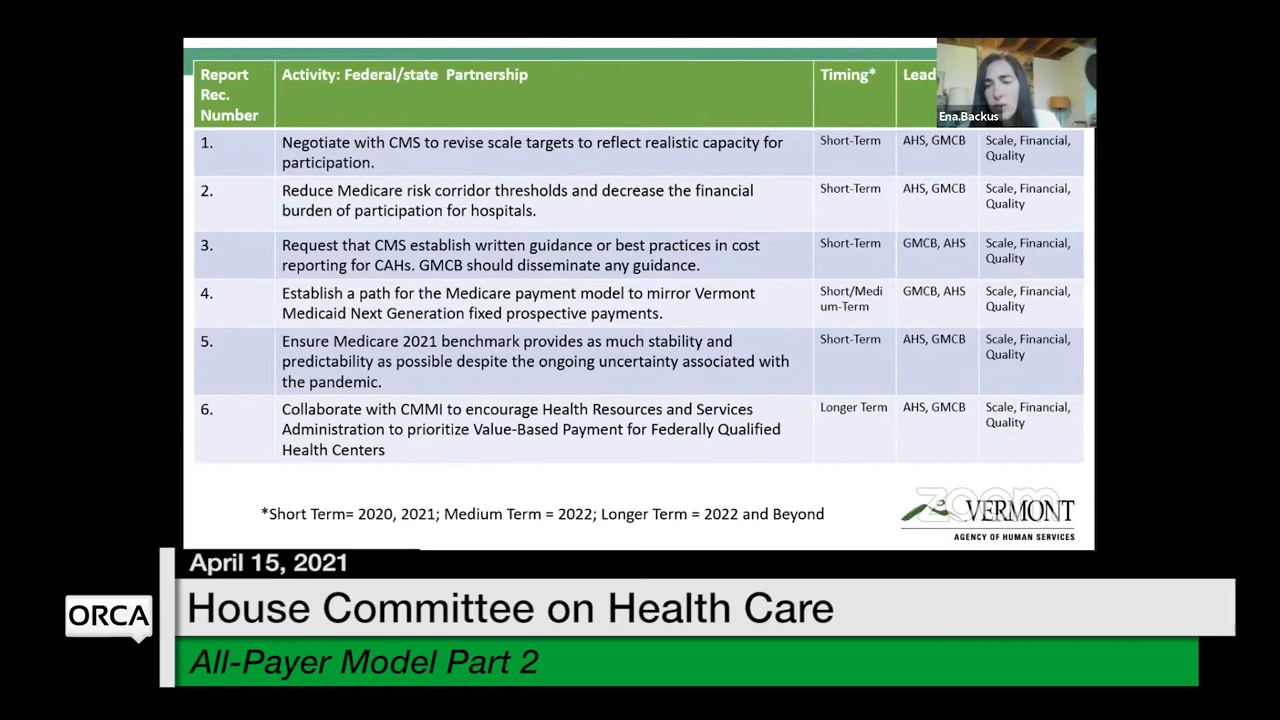 Report
Rec.
Number
Activity: Federal/state Partnership
Timing*
Lead
Ena.Backus
1.
Negotiate with CMS to revise scale targets to reflect realistic capacity for
participation.
Short-Term
AHS, GMCB
Scale, Financial,
Quality
2.
Reduce Medicare risk corridor thresholds and decrease the financial
burden of participation for hospitals.
Short-Term
AHS, GMCB
Scale, Financial,
Quality
3.
Request that CMS establish written guidance or best practices in cost
reporting for CAHs. GMCB should disseminate any guidance.
Short-Term
GMCB, AHS
Scale, Financial,
Quality
4.
Establish a path for the Medicare payment model to mirror Vermont
Medicaid Next Generation fixed prospective payments.
Short/Medi
um-Term
GMCB, AHS
Scale, Financial,
Quality
5.
Ensure Medicare 2021 benchmark provides as much stability and
predictability as possible despite the ongoing uncertainty associated with
the pandemic.
Short-Term
AHS, GMCB
Scale, Financial,
Quality
6.
Collaborate with CMMI to encourage Health Resources and Services
Administration to prioritize Value-Based Payment for Federally Qualified
Health Centers
Longer Term
AHS, GMCB
Scale, Financial,
Quality
*Short Term= 2020, 2021; Medium Term = 2022; Longer Term = 2022 and Beyond
zoom
VERMONT
AGENCY OF HUMAN SERVICES
April 15, 2021
ORCA
House Committee on Health Care
All-Payer Model Part 2